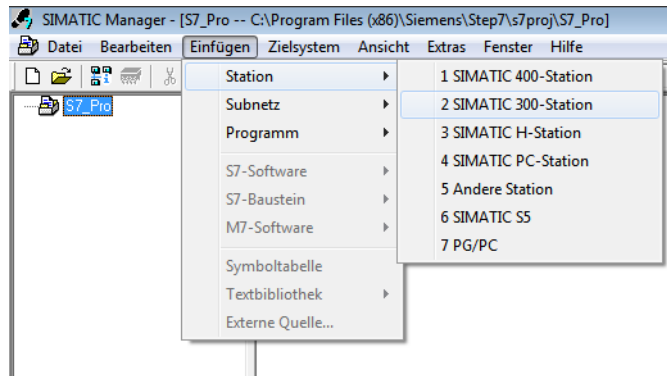 SIMATIC Manager - [S7_Pro -- C:\Program Files (x86)\Siemens\Step7\s7proj\S7_Pro]
Datei Bearbeiten Einfügen Zielsystem Ansicht Extras Fenster Hilfe
S7_Pro
Station
Subnetz
Programm
S7-Software
S7-Baustein
M7-Software
Symboltabelle
Textbibliothek
Externe Quelle...
1 SIMATIC 400-Station
2 SIMATIC 300-Station
3 SIMATIC H-Station
4 SIMATIC PC-Station
5 Andere Station
6 SIMATIC S5
7 PG/PC